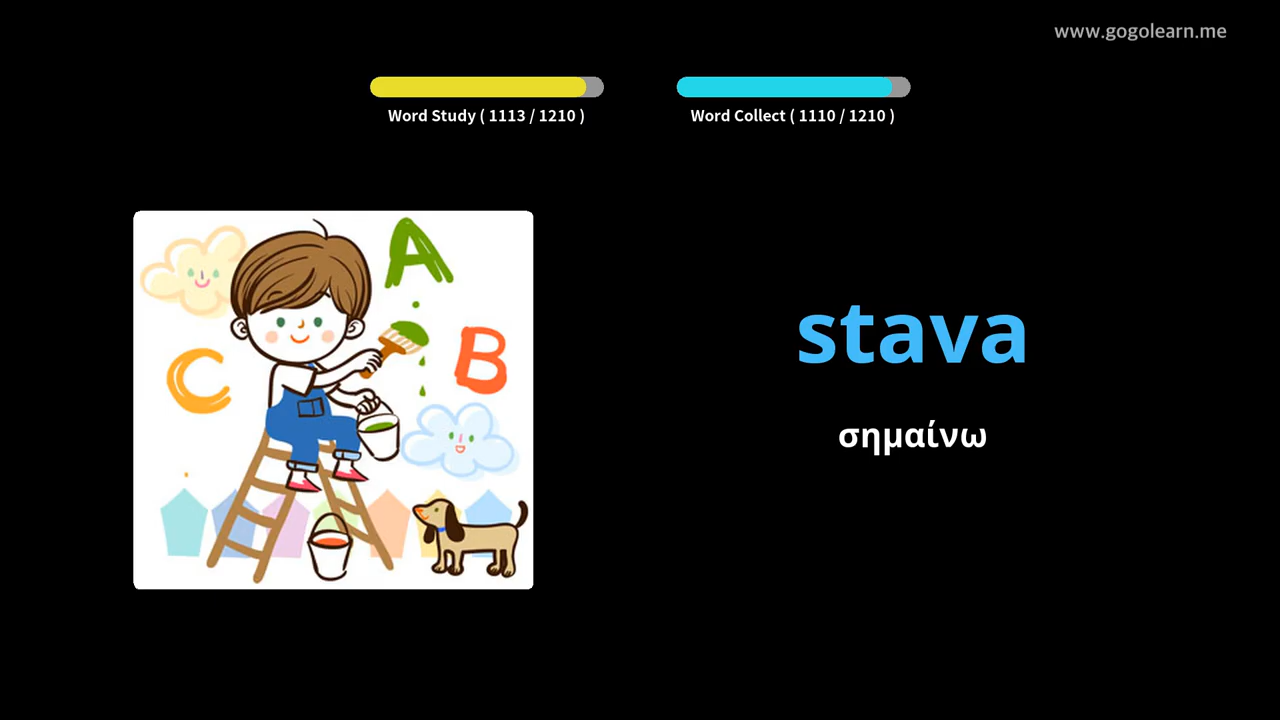 www.gogolearn.me
Word Study ( 1113 / 1210 )
Word Collect ( 1110 / 1210 )
A
B
C
stava
σημαίνω